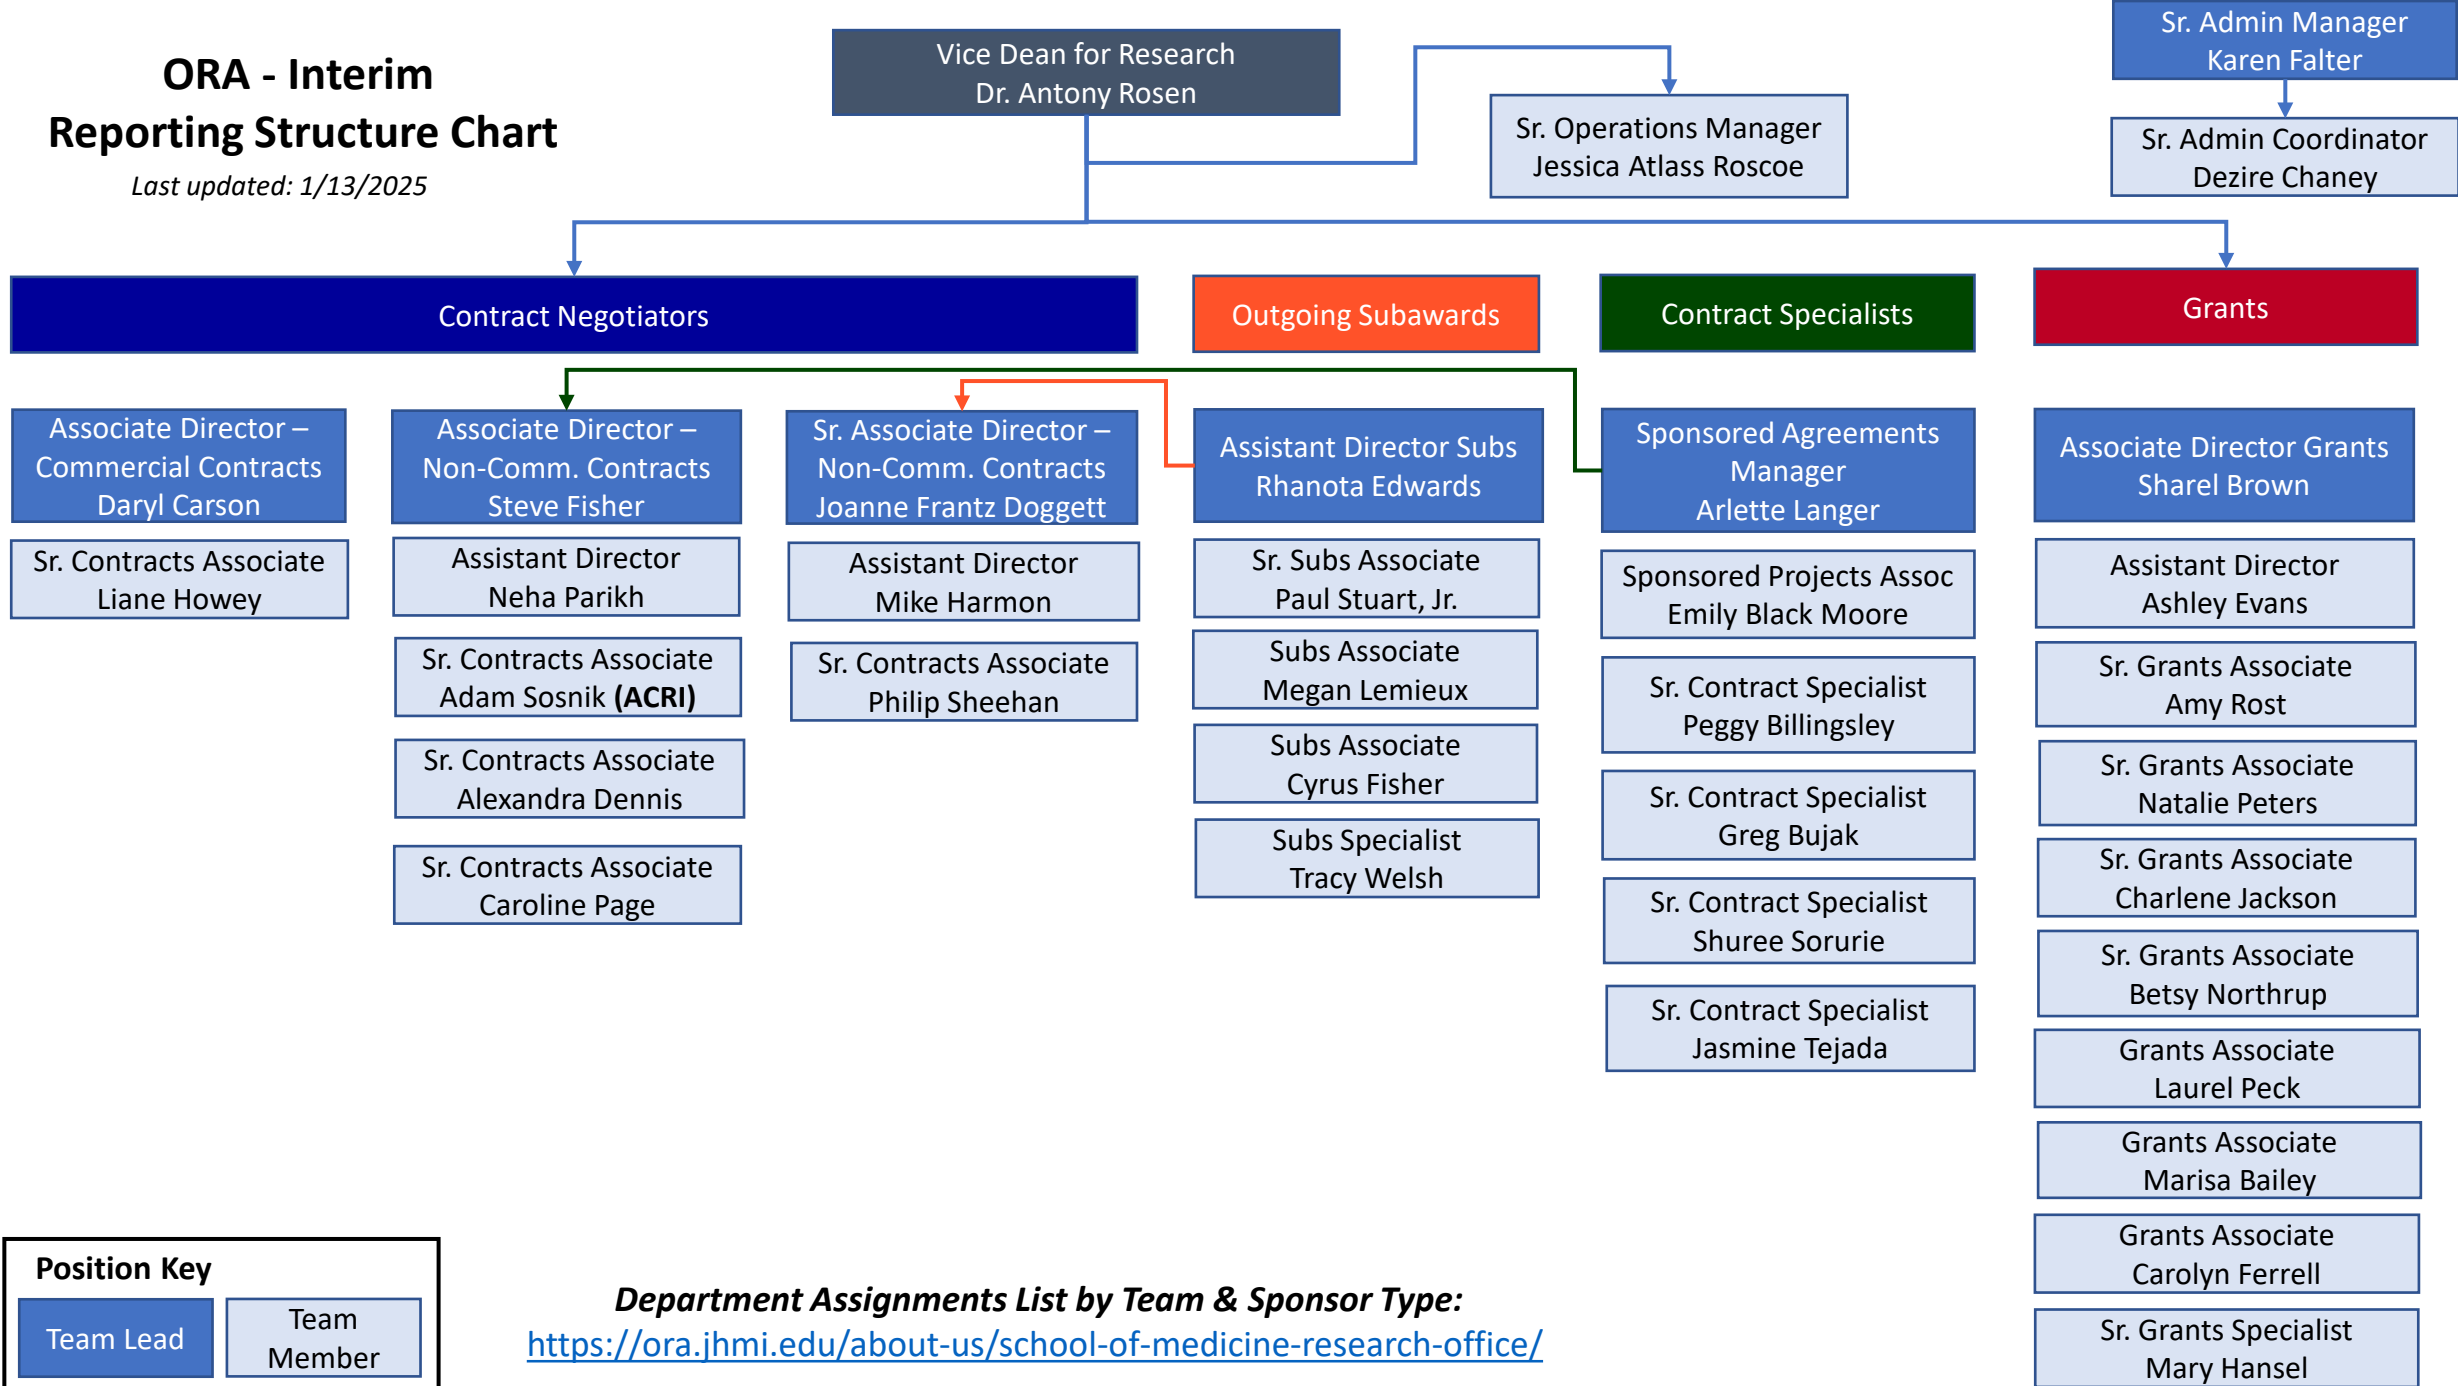 ORA - Interim
Reporting Structure Chart
Last updated: 1/13/2025
Vice Dean for Research
Dr. Antony Rosen
Sr. Operations Manager
Jessica Atlass Roscoe
Sr. Admin Manager
Karen Falter
Sr. Admin Coordinator
Dezire Chaney
Contract Negotiators
Outgoing Subawards
Contract Specialists
Grants
Associate Director –
Commercial Contracts
Daryl Carson
Sr. Contracts Associate
Liane Howey
Associate Director –
Non-Comm. Contracts
Steve Fisher
Assistant Director
Neha Parikh
Sr. Contracts Associate
Adam Sosnik (ACRI)
Sr. Contracts Associate
Alexandra Dennis
Sr. Contracts Associate
Caroline Page
Sr. Associate Director –
Non-Comm. Contracts
Joanne Frantz Doggett
Assistant Director
Mike Harmon
Sr. Contracts Associate
Philip Sheehan
Assistant Director Subs
Rhanota Edwards
Sr. Subs Associate
Paul Stuart, Jr.
Subs Associate
Megan Lemieux
Subs Associate
Cyrus Fisher
Subs Specialist
Tracy Welsh
Sponsored Agreements
Manager
Arlette Langer
Sponsored Projects Assoc
Emily Black Moore
Sr. Contract Specialist
Peggy Billingsley
Sr. Contract Specialist
Greg Bujak
Sr. Contract Specialist
Shuree Sorurie
Sr. Contract Specialist
Jasmine Tejada
Associate Director Grants
Sharel Brown
Assistant Director
Ashley Evans
Sr. Grants Associate
Amy Rost
Sr. Grants Associate
Natalie Peters
Sr. Grants Associate
Charlene Jackson
Sr. Grants Associate
Betsy Northrup
Grants Associate
Laurel Peck
Grants Associate
Marisa Bailey
Grants Associate
Carolyn Ferrell
Sr. Grants Specialist
Mary Hansel
Position Key
Team Lead
Team
Member
Department Assignments List by Team & Sponsor Type:
https://ora.jhmi.edu/about-us/school-of-medicine-research-office/